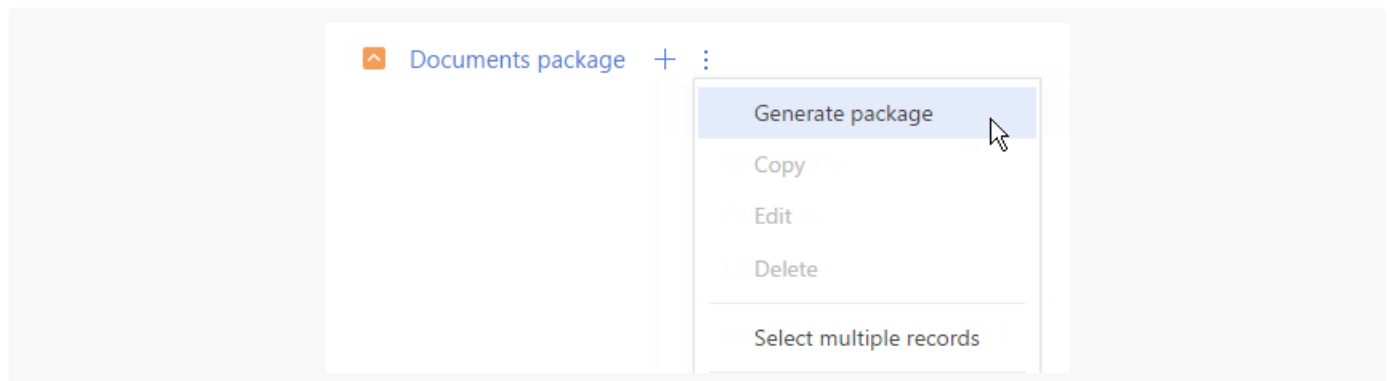 Documents package
Generate package
Copy
Edit
Delete
Select multiple records